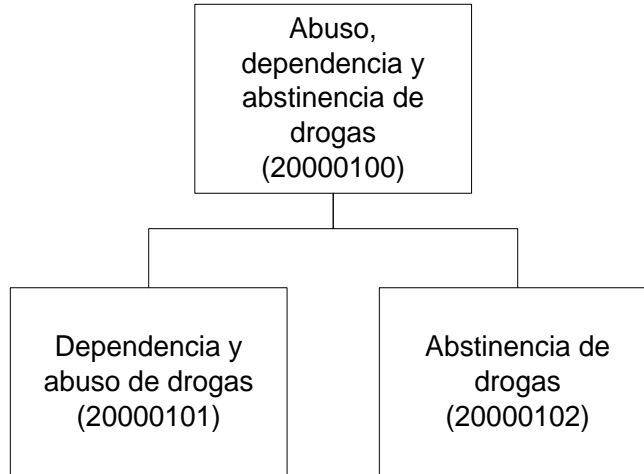 Abuso,
dependencia y
abstinencia de
drogas
(20000100)
Dependencia y
abuso de drogas
(20000101)
Abstinencia de
drogas
(20000102)